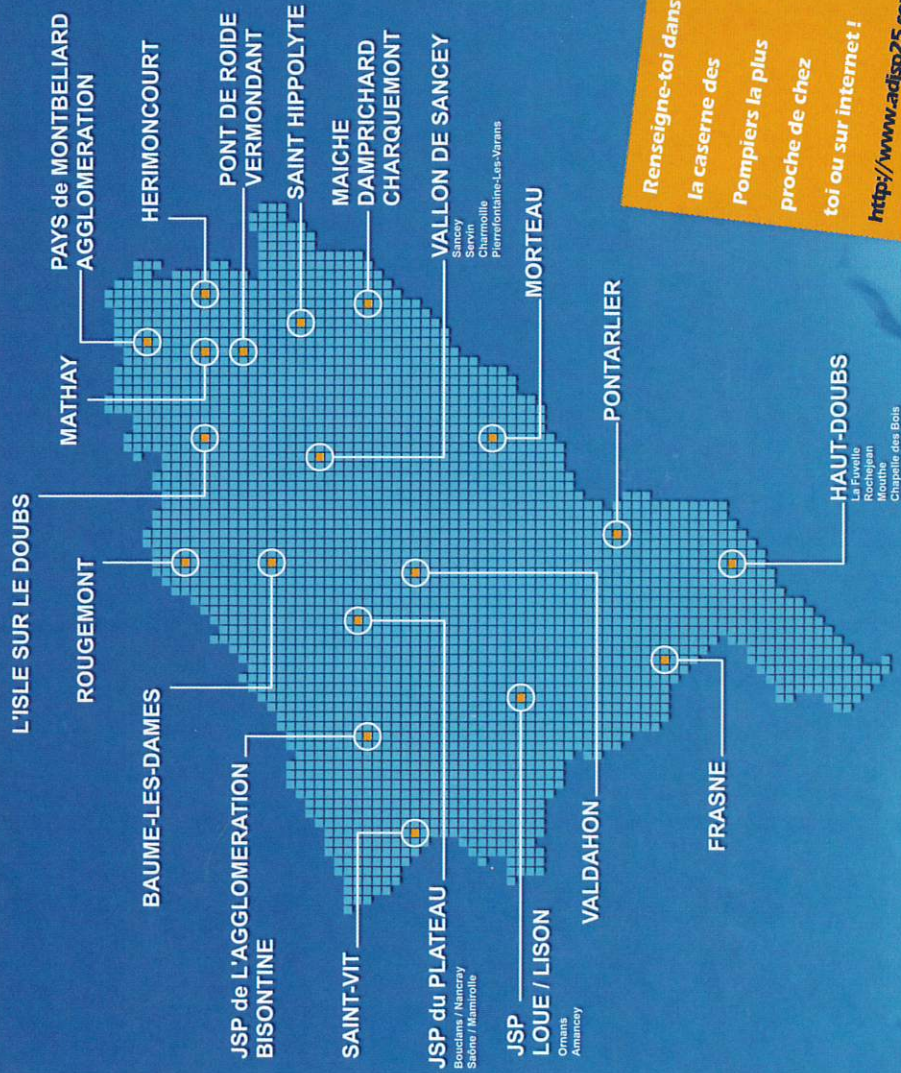 L'ISLE SUR LE DOUBS
ROUGEMONT
BAUME-LES-DAMES
JSP de L'AGGLOMERATION
BISONTINE
SAINT-VIT
JSP du PLATEAU
Bouclans / Nancray
Saône / Mamirolle
JSP
LOUE / LISON
Ornans
Amancey
VALDAHON
FRASNE
MATHAY
PAYS de MONTBELIARD
AGGLOMERATION
HERIMONCOURT
PONT DE ROIDE
VERMONDANT
SAINT HIPPOLYTE
MAICHE
DAMPRICHARD
CHARQUEMONT
VALLON DE SANCEY
Sancey
Servin
Charmoille
Pierrefontaine-Les-Varans
MORTEAU
PONTARLIER
HAUT-DOUBS
La Fuvelle
Rochejean
Mouthe
Chapelle des Bois
Renseigne-toi dans
la caserne des
Pompiers la plus
proche de chez
toi ou sur internet !
http://www.adjsp25.